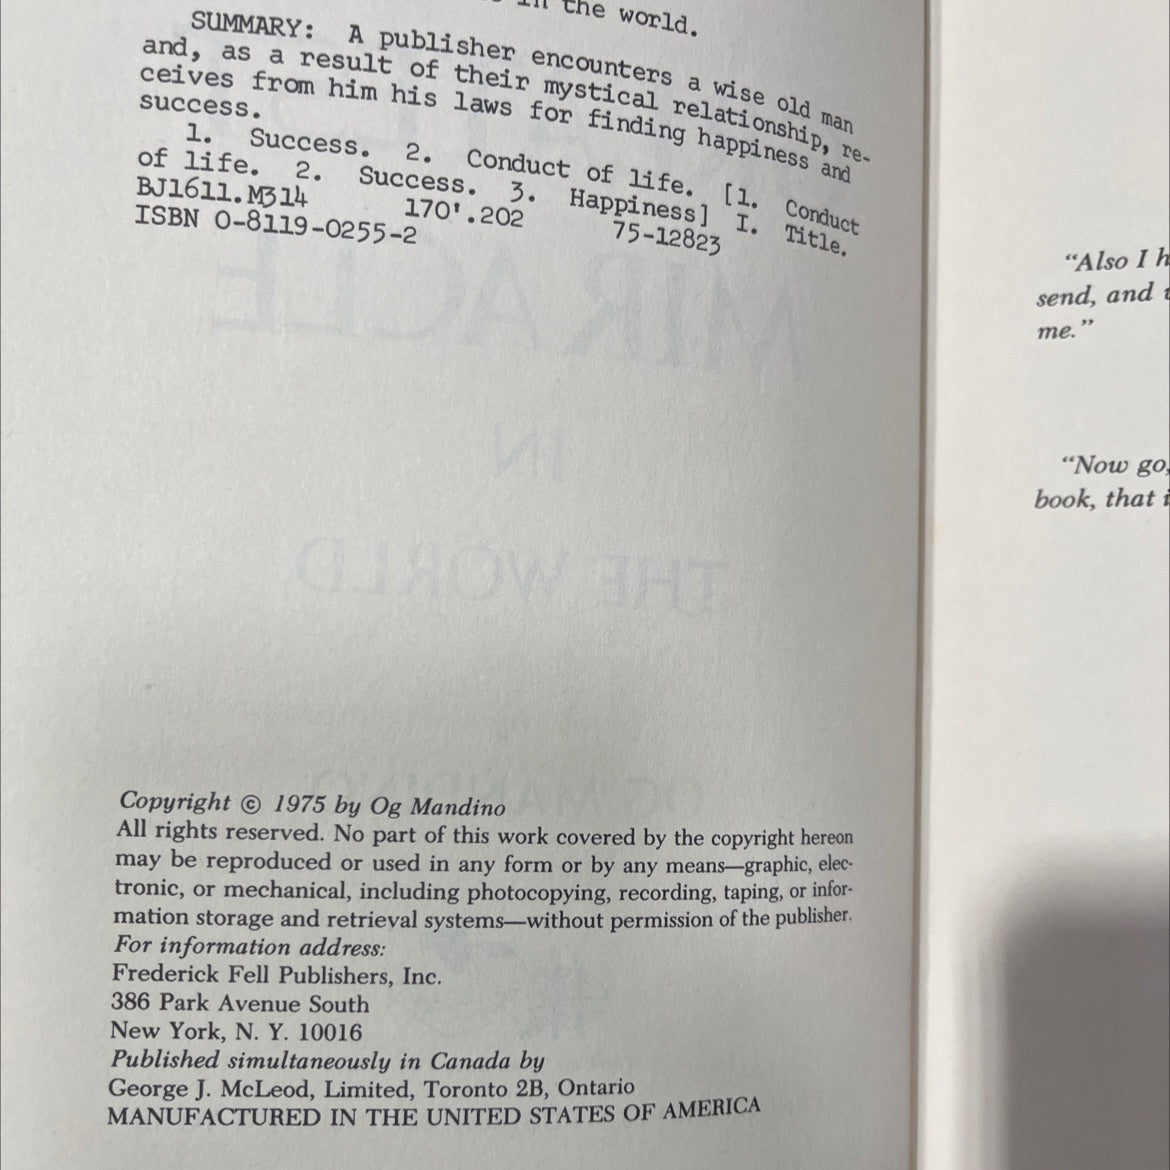 in the world.
SUMMARY: A publisher encounters a wise old man
and, as a result of their mystical relationship, re-
ceives from him his laws for finding happiness and
success.
1. Success. 2. Conduct of life. [1. Conduct
of life. 2. Success. 3. Happiness] I. Title.
BJ1611.M314 170'.202 75-12823
ISBN 0-8119-0255-2
MIRACLE
IN
THE WORLD
OG MANDINO
Copyright © 1975 by Og Mandino
All rights reserved. No part of this work covered by the copyright hereon
may be reproduced or used in any form or by any means—graphic, elec-
tronic, or mechanical, including photocopying, recording, taping, or infor-
mation storage and retrieval systems—without permission of the publisher.
For information address:
Frederick Fell Publishers, Inc.
386 Park Avenue South
New York, N. Y. 10016
Published simultaneously in Canada by
George J. McLeod, Limited, Toronto 2B, Ontario
MANUFACTURED IN THE UNITED STATES OF AMERICA
“Also I h
send, and
me.”
“Now go,
book, that i